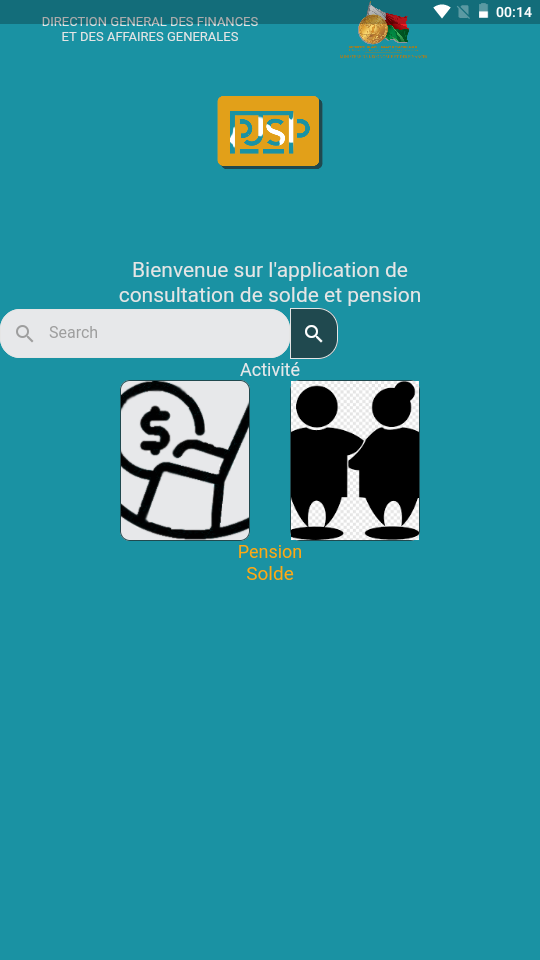 00:14
DIRECTION GENERAL DES FINANCES
ET DES AFFAIRES GENERALES
Bienvenue sur l'application de
consultation de solde et pension
Search
Activité
$
Pension
Solde